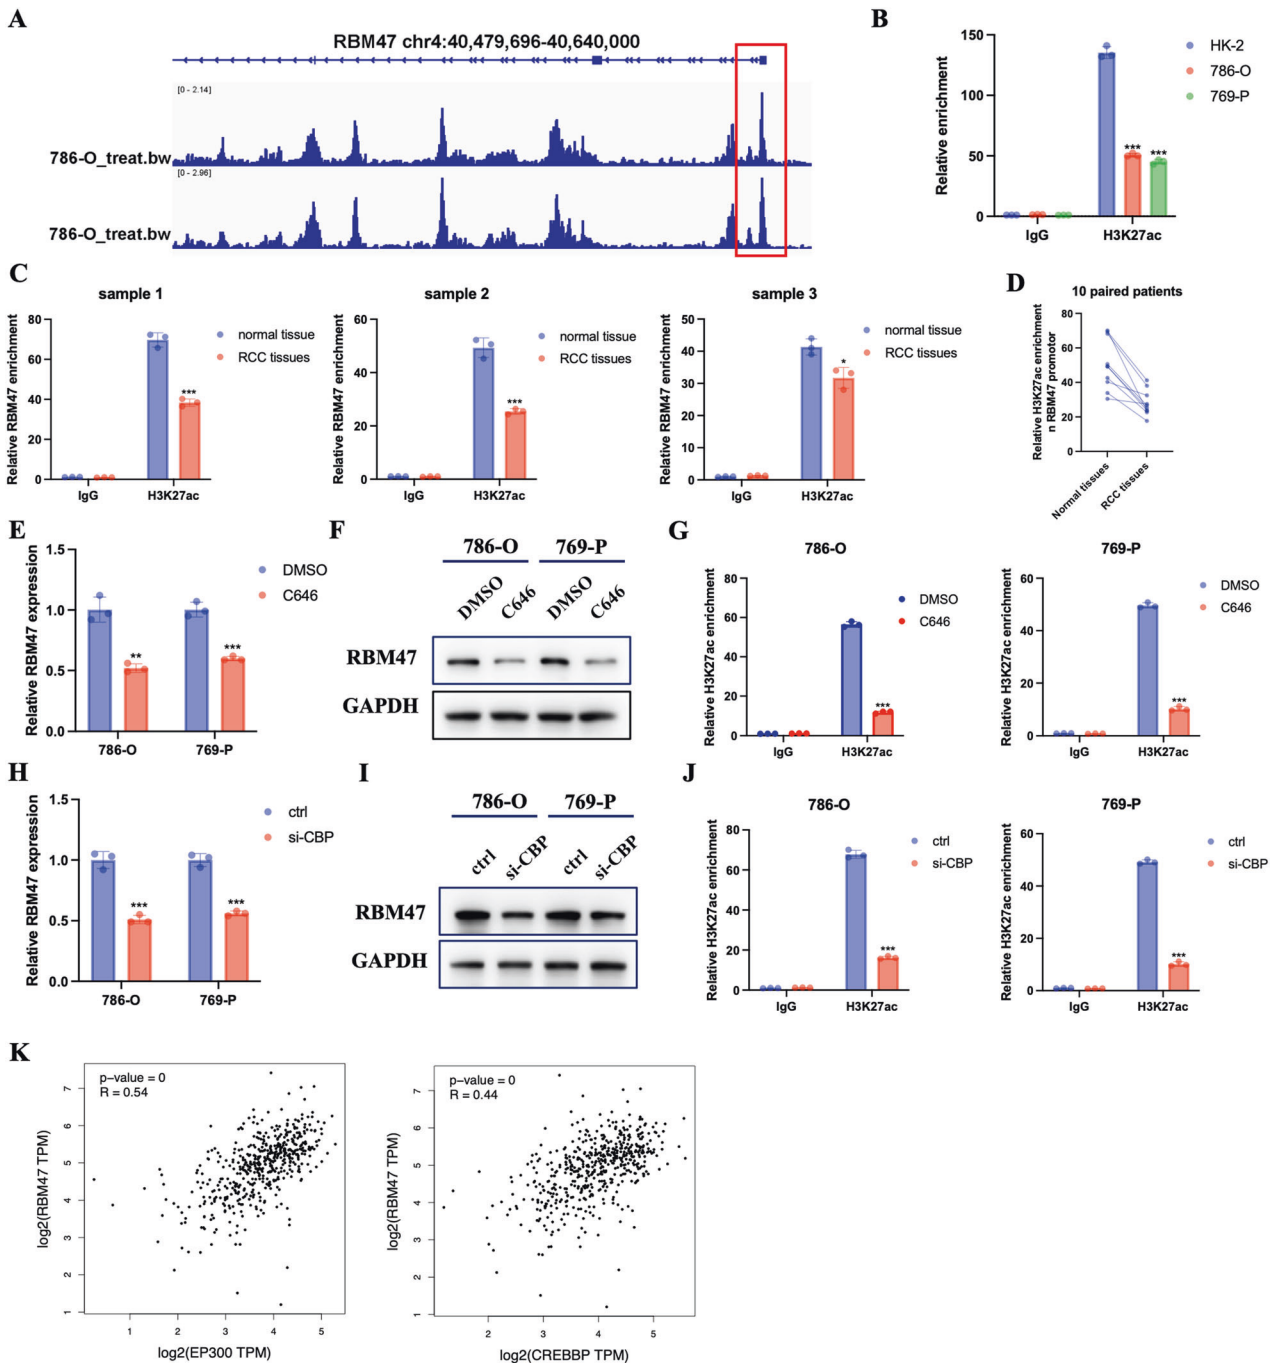 A
RBM47 chr4:40,479,696-40,640,000
[0 - 2.14]
786-O_treat.bw
[0 - 2.96]
786-O_treat.bw
B
Relative enrichment
150
100
50
0
IgG
H3K27ac
*** ***
HK-2
786-O
769-P
C
sample 1
Relative RBM47 enrichment
80
60
40
20
0
***
IgG
H3K27ac
normal tissue
RCC tissues
sample 2
Relative RBM47 enrichment
60
40
20
0
***
IgG
H3K27ac
normal tissue
RCC tissues
sample 3
Relative RBM47 enrichment
50
40
30
20
10
0
*
IgG
H3K27ac
normal tissue
RCC tissues
D
10 paired patients
Relative H3K27ac enrichment
n RBM47 promotor
80
60
40
20
0
Normal tissues
RCC tissues
E
Relative RBM47 expression
1.5
1.0
0.5
0.0
**
***
786-O
769-P
DMSO
C646
F
786-O 769-P
DMSO C646 DMSO C646
RBM47
GAPDH
G
786-O
Relative H3K27ac enrichment
80
60
40
20
0
***
IgG
H3K27ac
DMSO
C646
769-P
Relative H3K27ac enrichment
60
40
20
0
***
IgG
H3K27ac
DMSO
C646
H
Relative RBM47 expression
1.5
1.0
0.5
0.0
***
***
786-O
769-P
ctrl
si-CBP
I
786-O 769-P
ctrl si-CBP ctrl si-CBP
RBM47
GAPDH
J
786-O
Relative H3K27ac enrichment
80
60
40
20
0
***
IgG
H3K27ac
ctrl
si-CBP
769-P
Relative H3K27ac enrichment
60
40
20
0
***
IgG
H3K27ac
ctrl
si-CBP
K
p-value = 0
R = 0.54
log2(RBM47 TPM)
7
6
5
4
3
2
1
1 2 3 4 5
log2(EP300 TPM)
p-value = 0
R = 0.44
log2(RBM47 TPM)
7
6
5
4
3
2
1
2 3 4 5
log2(CREBBP TPM)